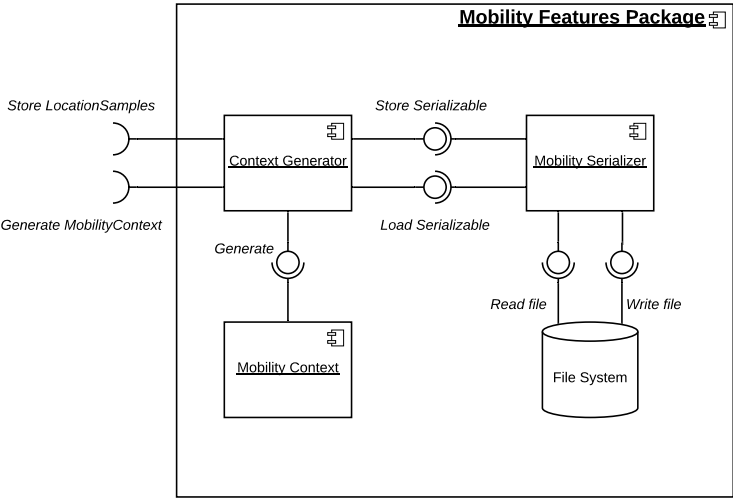 Mobility Features Package
Store LocationSamples
Store Serializable
Context Generator
Mobility Serializer
Generate MobilityContext
Load Serializable
Generate
Read file
Write file
Mobility Context
File System